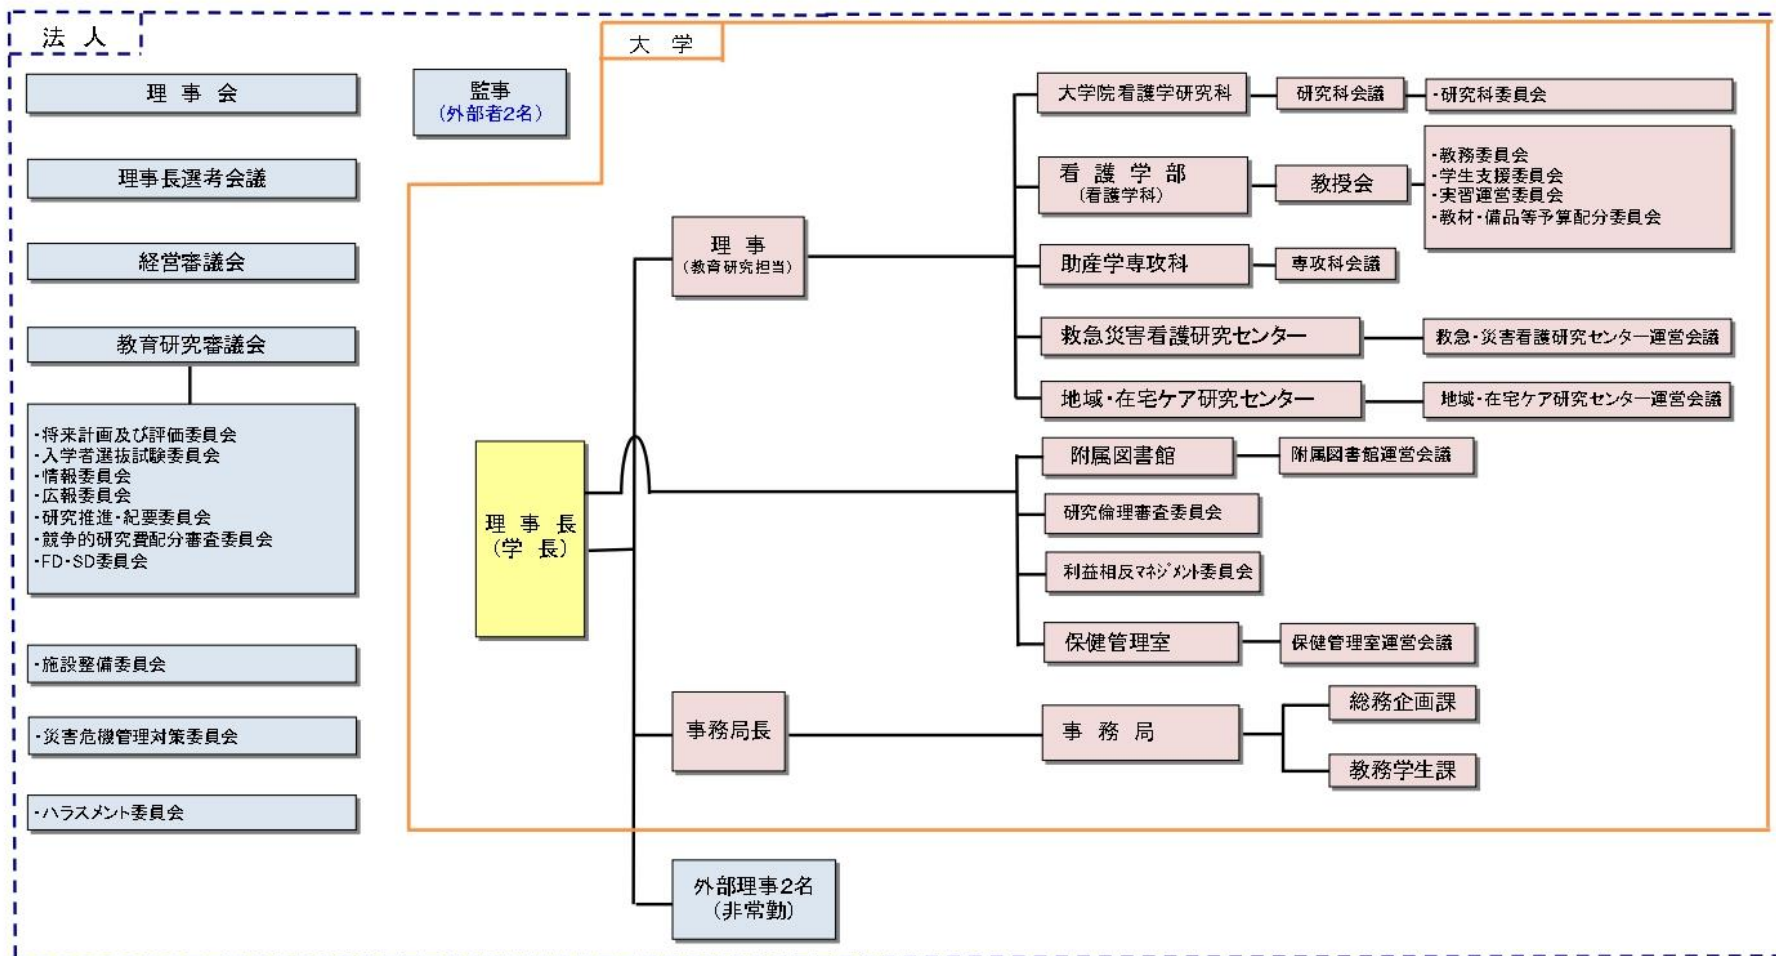 法 人
理 事 会
理事長選考会議
経営審議会
教育研究審議会
・将来計画及び評価委員会
・入学者選抜試験委員会
・情報委員会
・広報委員会
・研究推進・紀要委員会
・競争的研究費配分審査委員会
・FD・SD委員会
・施設整備委員会
・災害危機管理対策委員会
・ハラスメント委員会
監事
(外部者2名)
大 学
理 事 長
(学 長)
理 事
(教育研究担当)
大学院看護学研究科
研究科会議
・研究科委員会
看 護 学 部
(看護学科)
教授会
・教務委員会
・学生支援委員会
・実習運営委員会
・教材・備品等予算配分委員会
助産学専攻科
専攻科会議
救急災害看護研究センター
救急・災害看護研究センター運営会議
地域・在宅ケア研究センター
地域・在宅ケア研究センター運営会議
附属図書館
附属図書館運営会議
研究倫理審査委員会
利益相反マネジメント委員会
保健管理室
保健管理室運営会議
事務局長
事 務 局
総務企画課
教務学生課
外部理事2名
(非常勤)